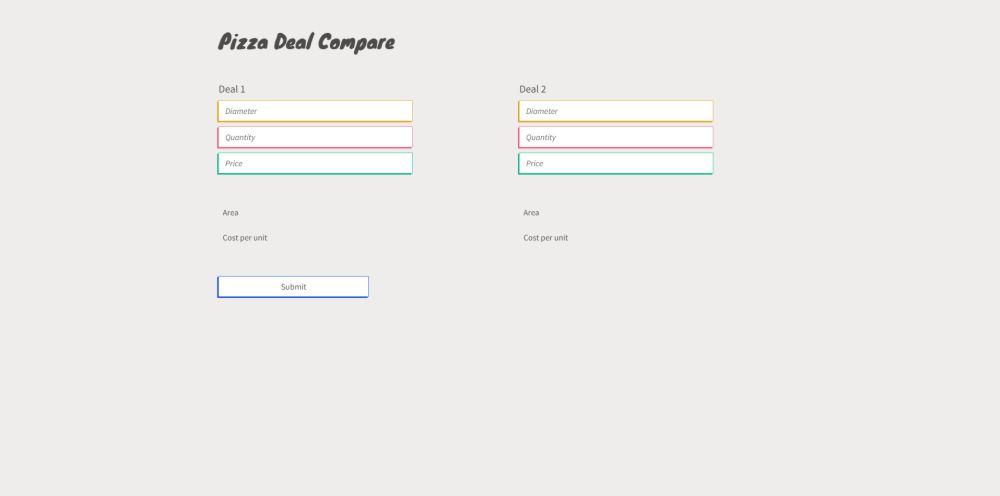 Pizza Deal Compare
Deal 1
Diameter
Quantity
Price
Area
Cost per unit
Deal 2
Diameter
Quantity
Price
Area
Cost per unit
Submit